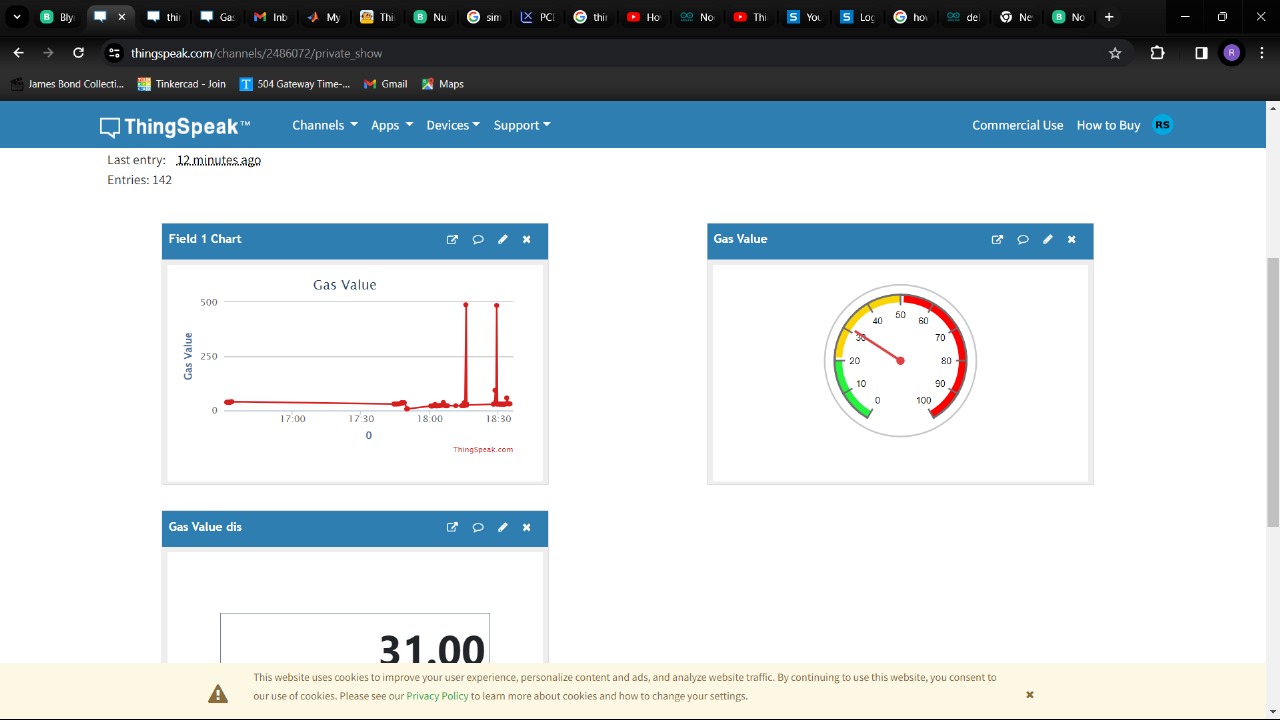 Bly
thin
Gas
Inb
My
Thi
Nu
sim
PCI
thir
Ho
No
Thi
You
Log
how
del
Ne
No
thingspeak.com/channels/2486072/private_show
R
James Bond Collecti...
Tinkercad - Join
504 Gateway Time-...
Gmail
Maps
ThingSpeak™
Channels
Apps
Devices
Support
Commercial Use
How to Buy
RS
Last entry: 12 minutes ago
Entries: 142
Field 1 Chart
Gas Value
Gas Value
500
250
0
Gas Value
17:00 17:30 18:00 18:30
0
ThingSpeak.com
0 10 20 30 40 50 60 70 80 90 100
Gas Value dis
31.00
This website uses cookies to improve your user experience, personalize content and ads, and analyze website traffic. By continuing to use this website, you consent to
our use of cookies. Please see our Privacy Policy to learn more about cookies and how to change your settings.